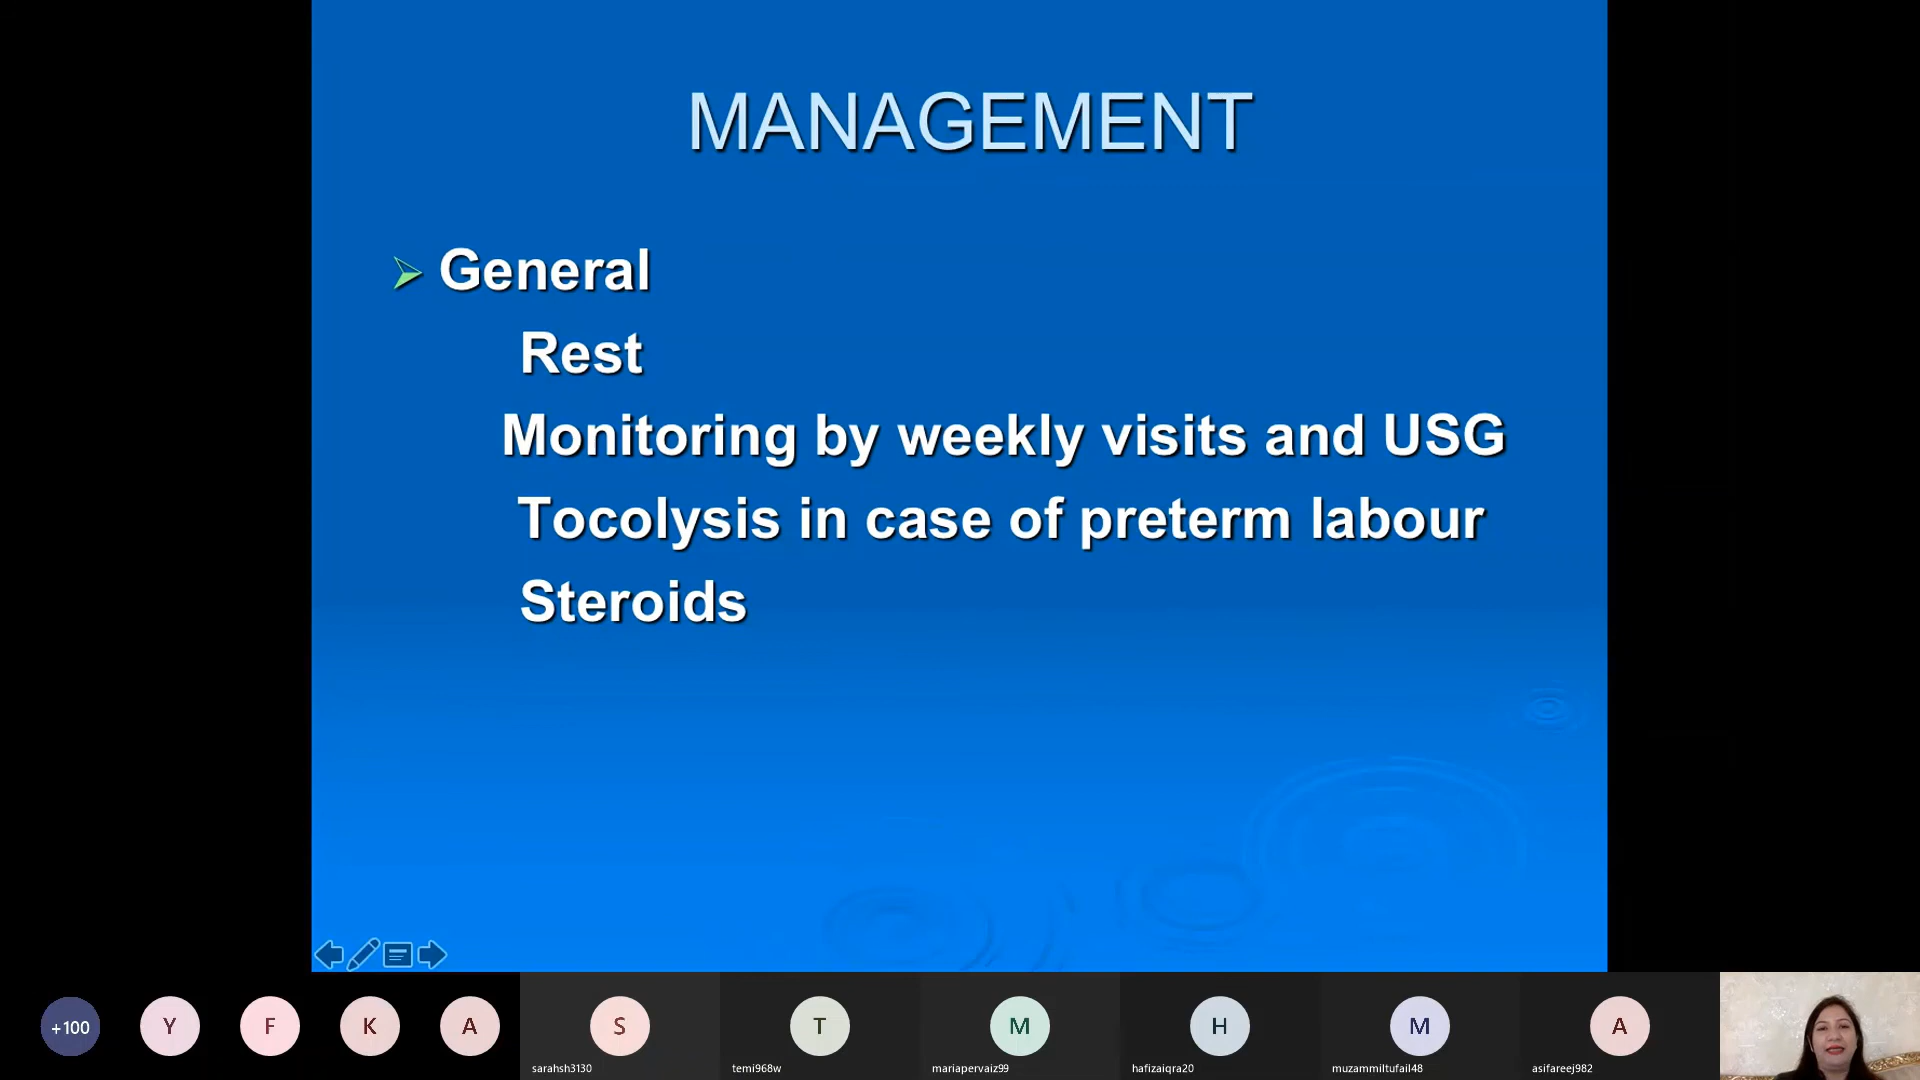 MANAGEMENT
General
Rest
Monitoring by weekly visits and USG
Tocolysis in case of preterm labour
Steroids
+100
Y
F
K
A
S
T
M
H
M
A
sarahsh3130
temi968w
mariapervaiz99
hafizaiqra20
muzammiltufail48
asifareej982